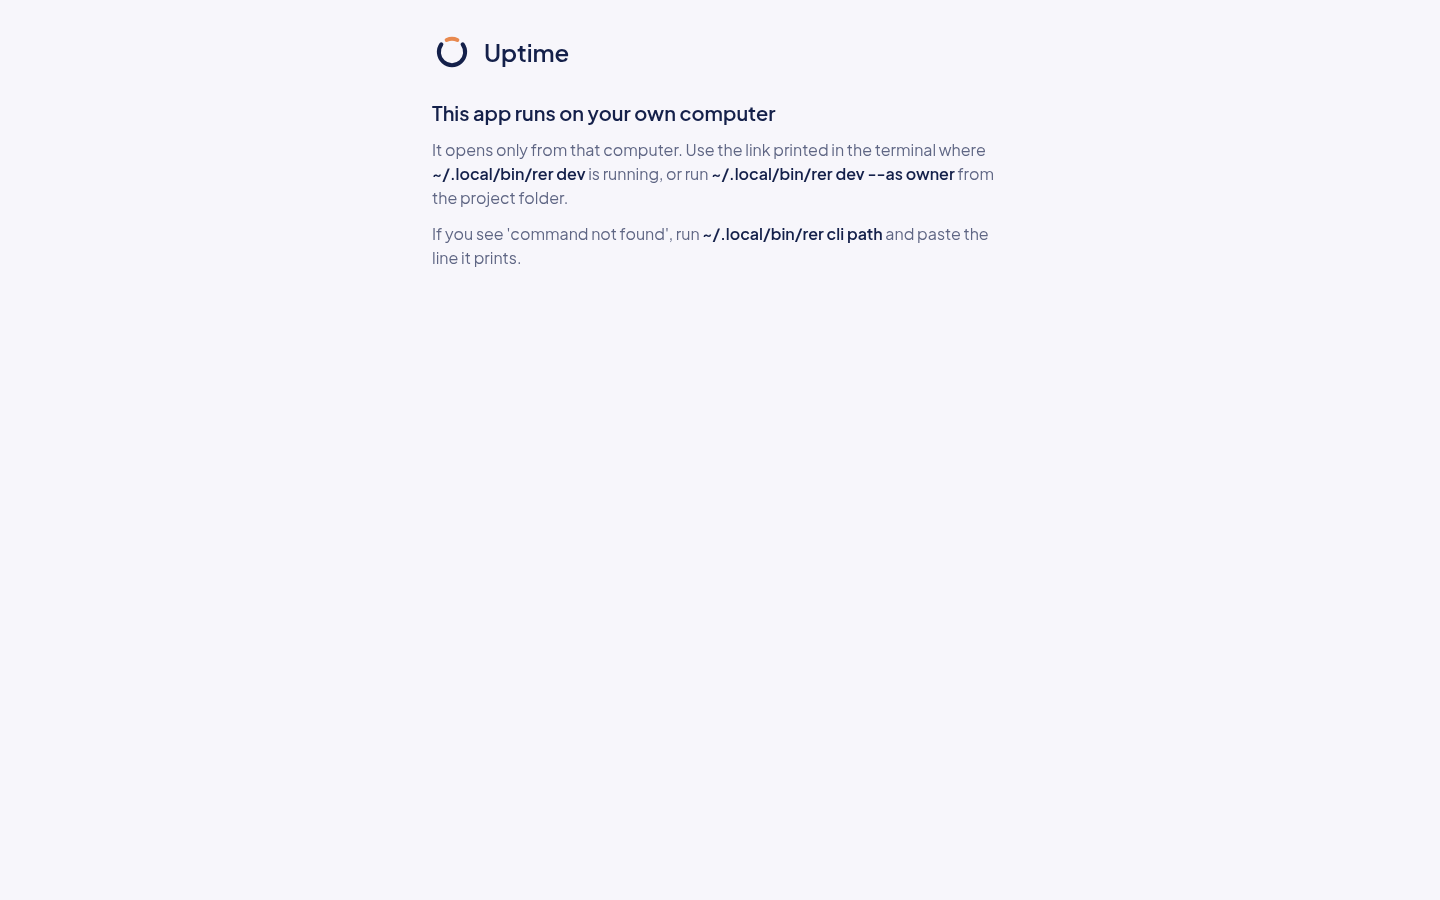 Uptime
This app runs on your own computer
It opens only from that computer. Use the link printed in the terminal where
~/.local/bin/rer dev is running, or run ~/.local/bin/rer dev --as owner from
the project folder.
If you see 'command not found', run ~/.local/bin/rer cli path and paste the
line it prints.